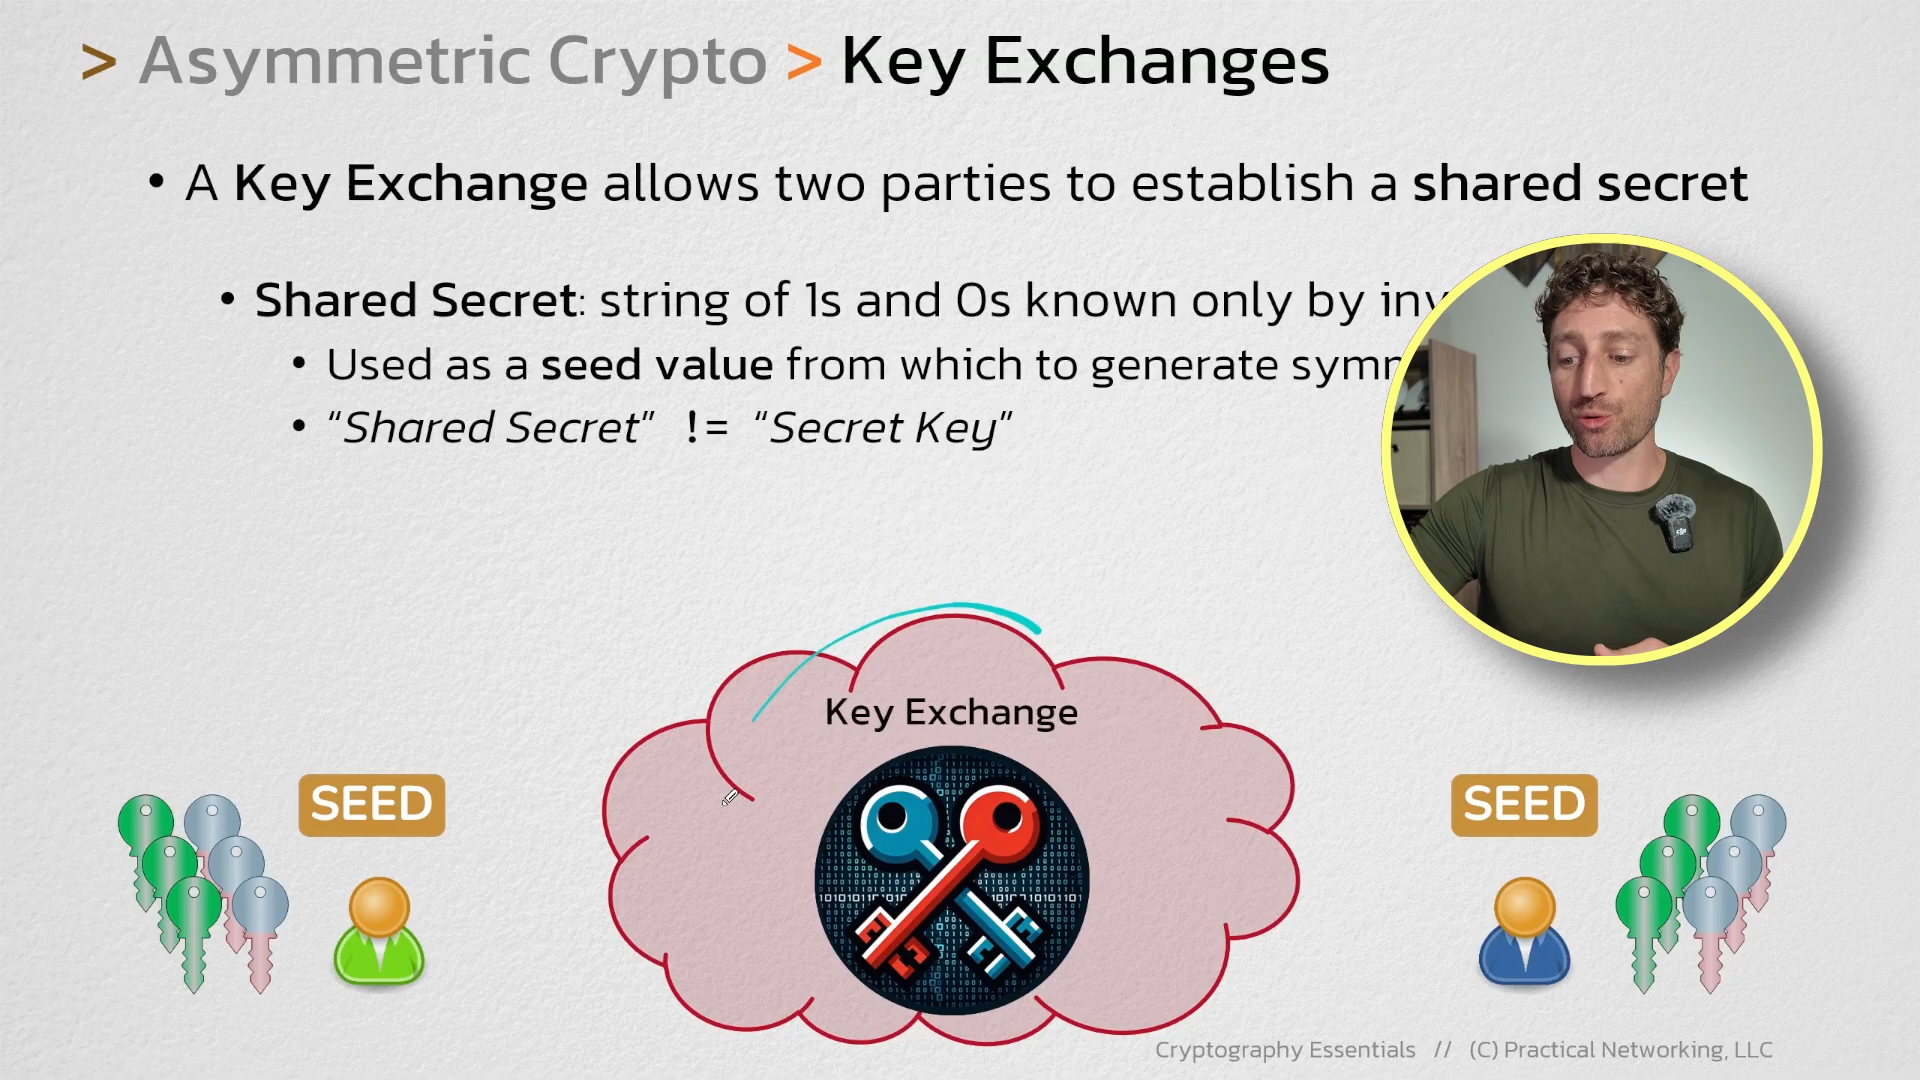 > Asymmetric Crypto > Key Exchanges
• A Key Exchange allows two parties to establish a shared secret
• Shared Secret: string of 1s and 0s known only by
• Used as a seed value from which to generate
• “Shared Secret” != “Secret Key”
Key Exchange
SEED
SEED
Cryptography Essentials // (C) Practical Networking, LLC